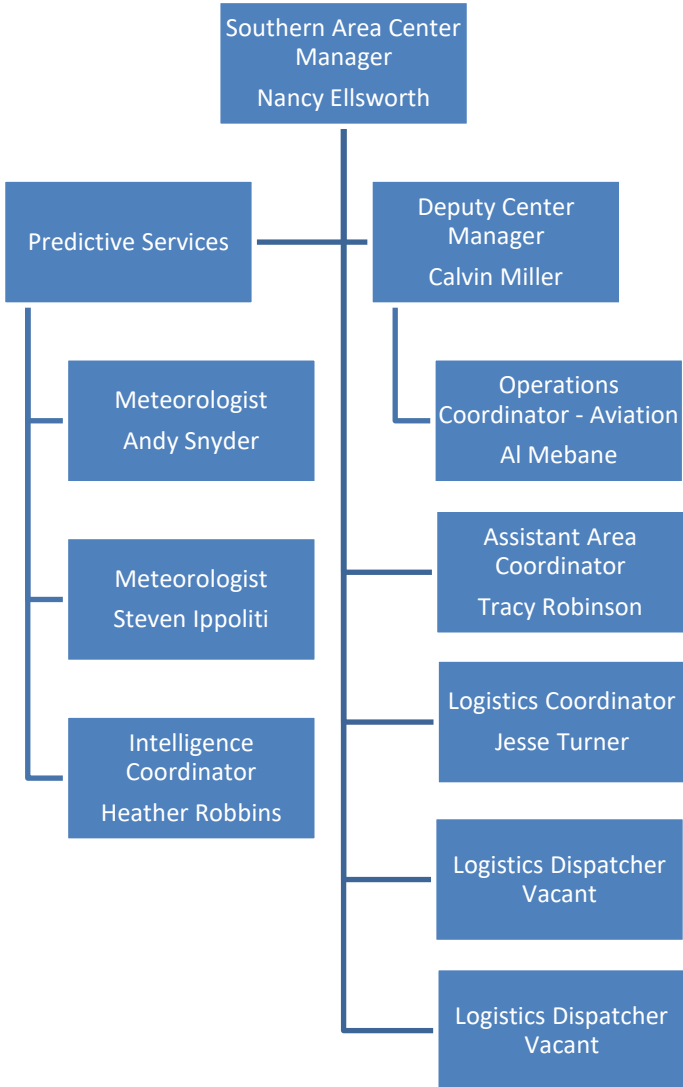 Southern Area Center
Manager
Nancy Ellsworth
Predictive Services
Deputy Center
Manager
Calvin Miller
Meteorologist
Andy Snyder
Operations
Coordinator - Aviation
Al Mebane
Meteorologist
Steven Ippoliti
Assistant Area
Coordinator
Tracy Robinson
Intelligence
Coordinator
Heather Robbins
Logistics Coordinator
Jesse Turner
Logistics Dispatcher
Vacant
Logistics Dispatcher
Vacant